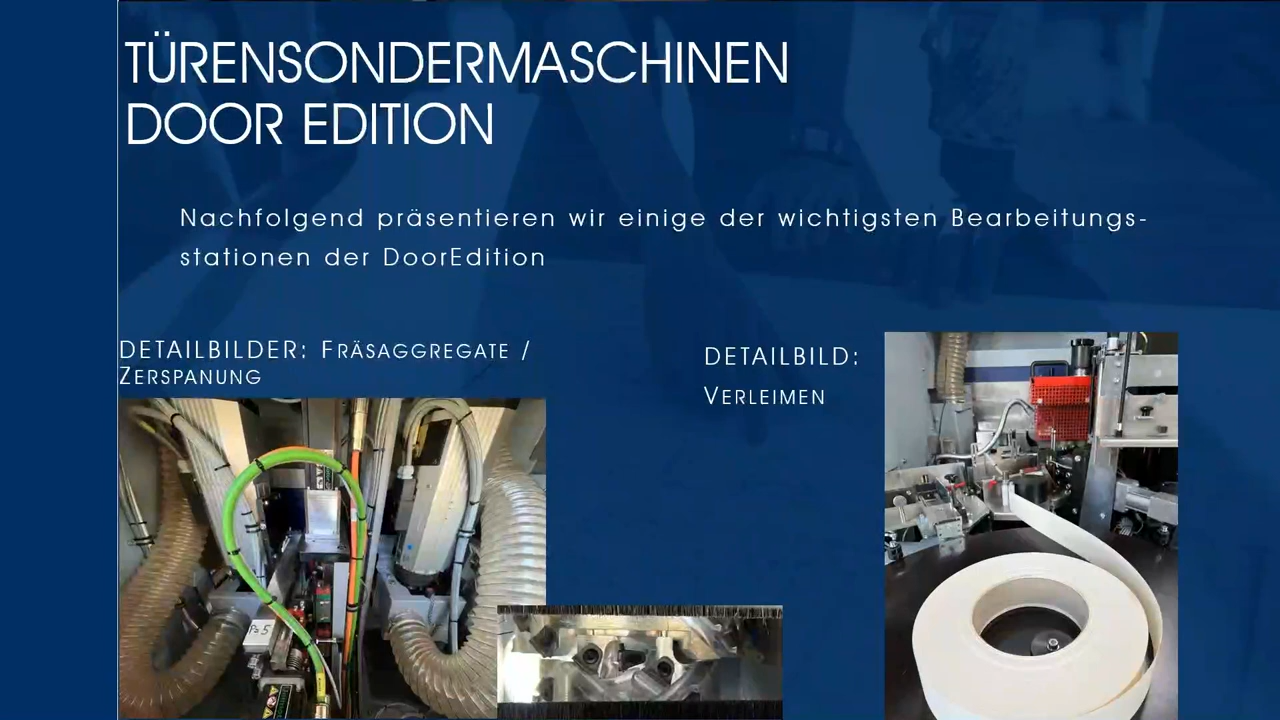 TÜRENSONDERMASCHINEN
DOOR EDITION
Nachfolgend präsentieren wir einige der wichtigsten Bearbeitungs-
stationen der DoorEdition
DETAILBILDER: FRÄSAGGREGATE /
ZERSPANUNG
DETAILBILD:
VERLEIMEN